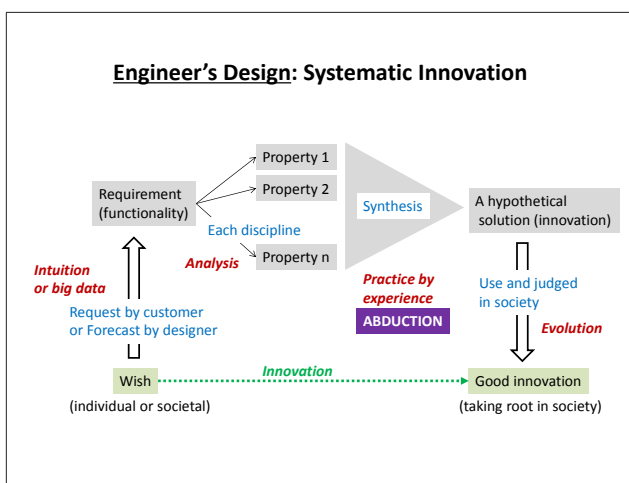 Engineer's Design: Systematic Innovation
Property 1
Property 2
Requirement
(functionality)
Synthesis
A hypothetical
solution (innovation)
Each discipline
Property n
Analysis
Intuition
or big data
Practice by
experience
Use and judged
in society
Request by customer
or Forecast by designer
ABDUCTION
Evolution
Innovation
Wish
Good innovation
(individual or societal)
(taking root in society)